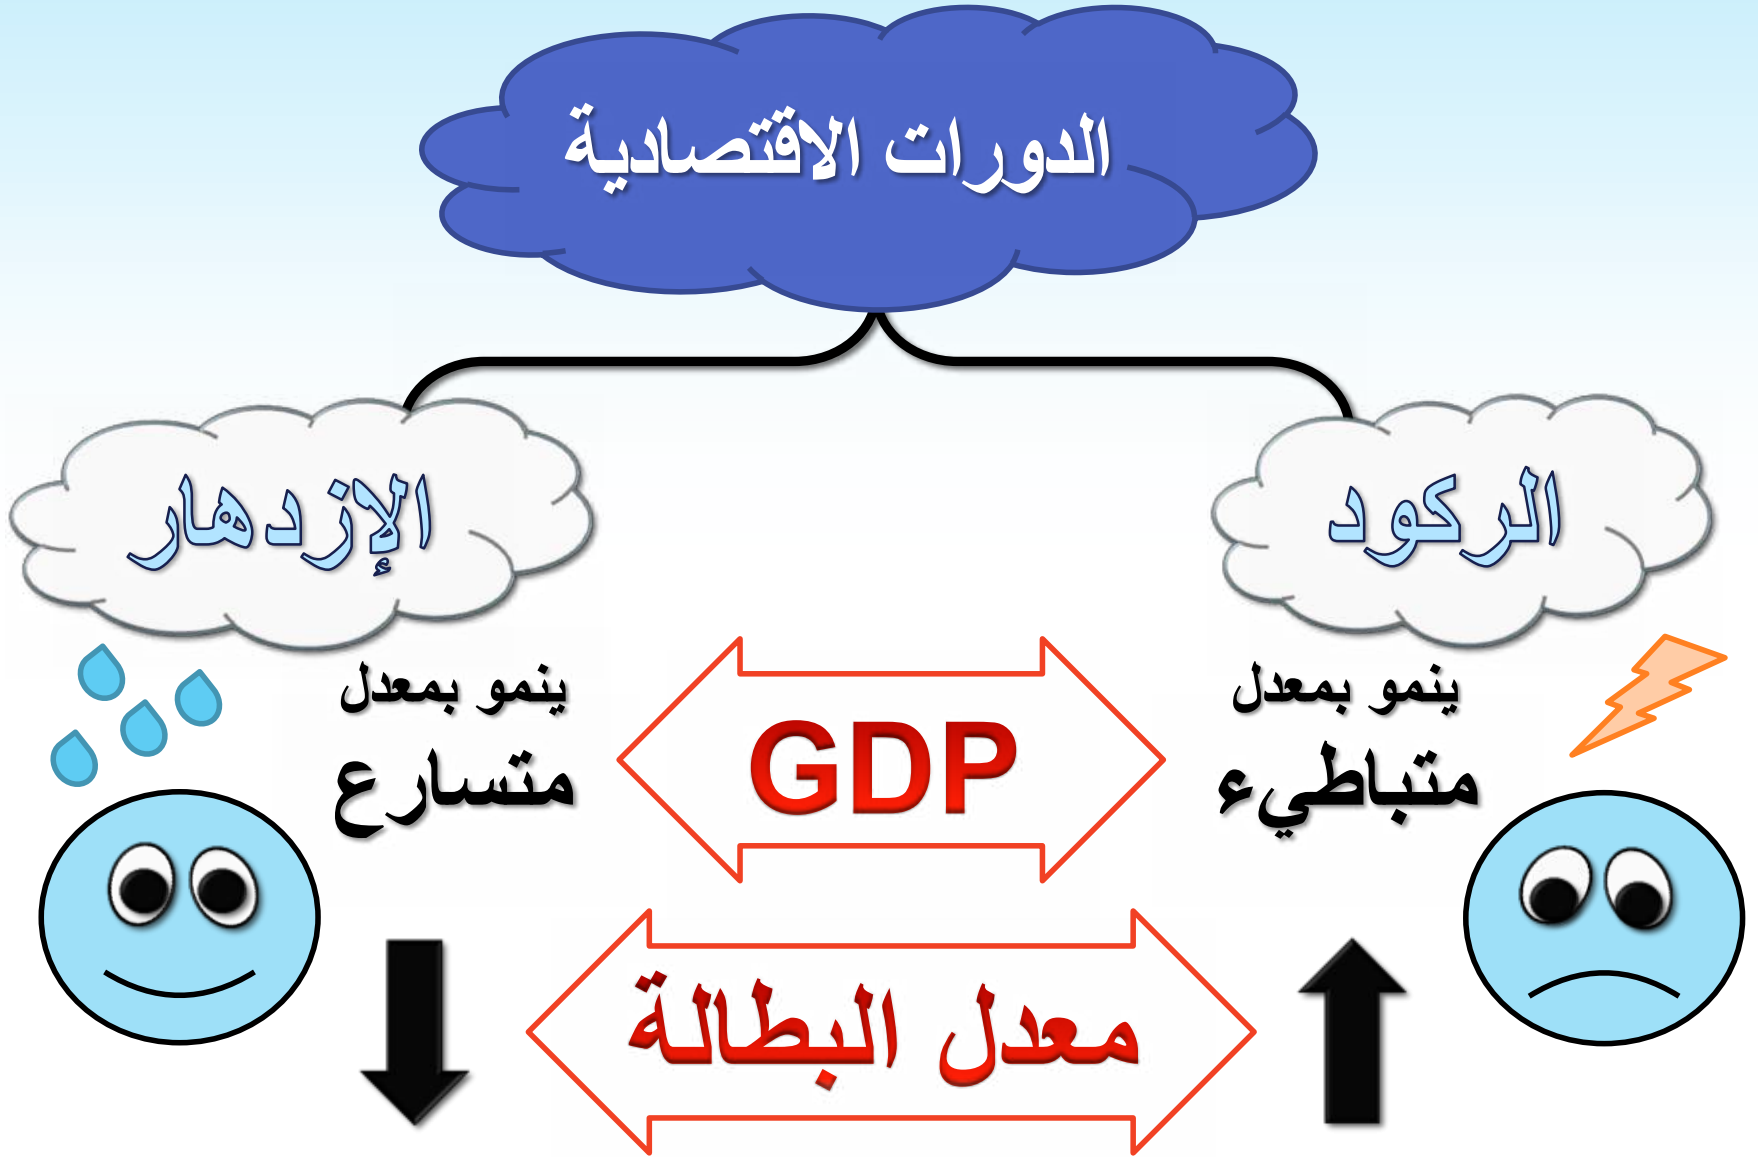 الدورات الاقتصادية
الركود
الإزدهار
ينمو بمعدل
متباطيء
GDP
ينمو بمعدل
متسارع
معدل البطالة